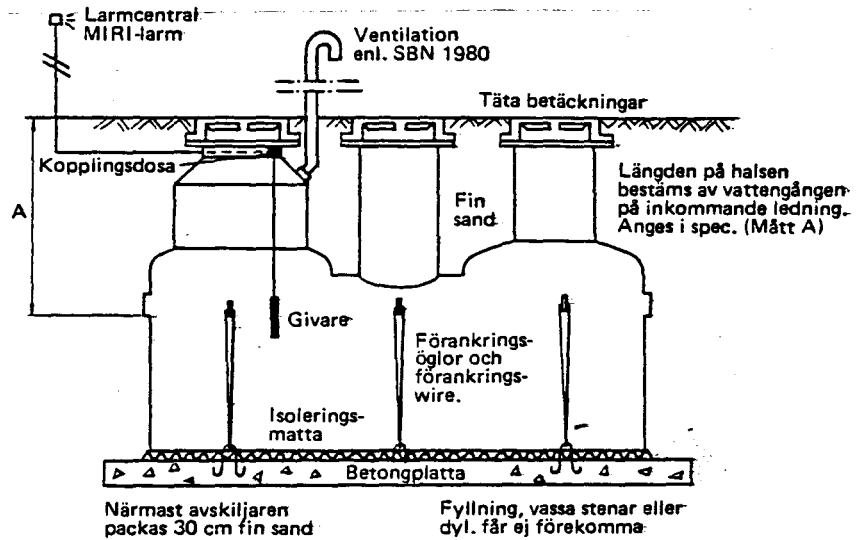 Larmcentral
MIRI-larm
Ventilation
enl. SBN 1980
Täta betäckningar
Kopplingsdosa
Längden på halsen
bestäms av vattengången
på inkommande ledning.
Anges i spec. (Mått A)
Fin
sand
A
Givare
Förankrings-
öglor och
förankrings-
wire.
Isolerings-
matta
Betongplatta
Närmast avskiljaren
packas 30 cm fin sand
Fyllning, vassa stenar eller
dyl. får ej förekomma